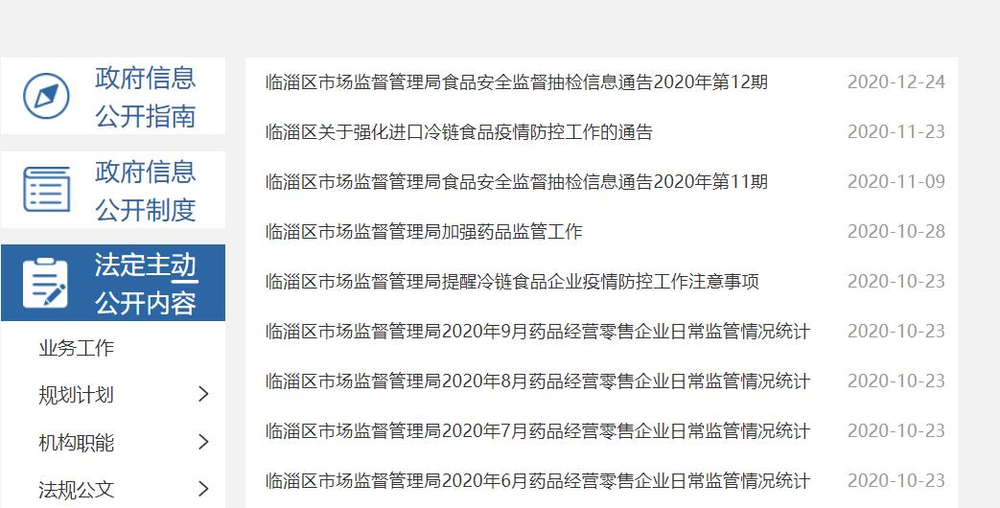 政府信息
公开指南
政府信息
公开制度
法定主动
公开内容
业务工作
规划计划
机构职能
法规公文
临淄区市场监督管理局食品安全监督抽检信息通告2020年第12期 2020-12-24
临淄区关于强化进口冷链食品疫情防控工作的通告 2020-11-23
临淄区市场监督管理局食品安全监督抽检信息通告2020年第11期 2020-11-09
临淄区市场监督管理局加强药品监管工作 2020-10-28
临淄区市场监督管理局提醒冷链食品企业疫情防控工作注意事项 2020-10-23
临淄区市场监督管理局2020年9月药品经营零售企业日常监管情况统计 2020-10-23
临淄区市场监督管理局2020年8月药品经营零售企业日常监管情况统计 2020-10-23
临淄区市场监督管理局2020年7月药品经营零售企业日常监管情况统计 2020-10-23
临淄区市场监督管理局2020年6月药品经营零售企业日常监管情况统计 2020-10-23